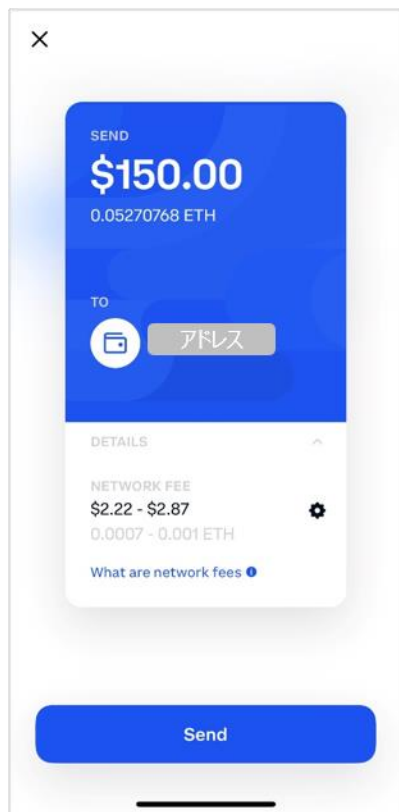 SEND
$150.00
0.05270768 ETH
TO
アドレス
DETAILS
NETWORK FEE
$2.22 - $2.87
0.0007 - 0.001 ETH
What are network fees
Send